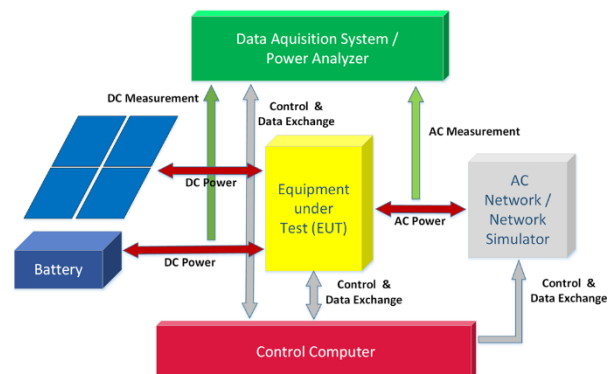 Data Aquisition System /
Power Analyzer
DC Measurement
Control &
Data Exchange
AC Measurement
DC Power
Equipment
under
Test (EUT)
AC Power
AC
Network /
Network
Simulator
Battery
DC Power
Control &
Data Exchange
Control &
Data Exchange
Control Computer